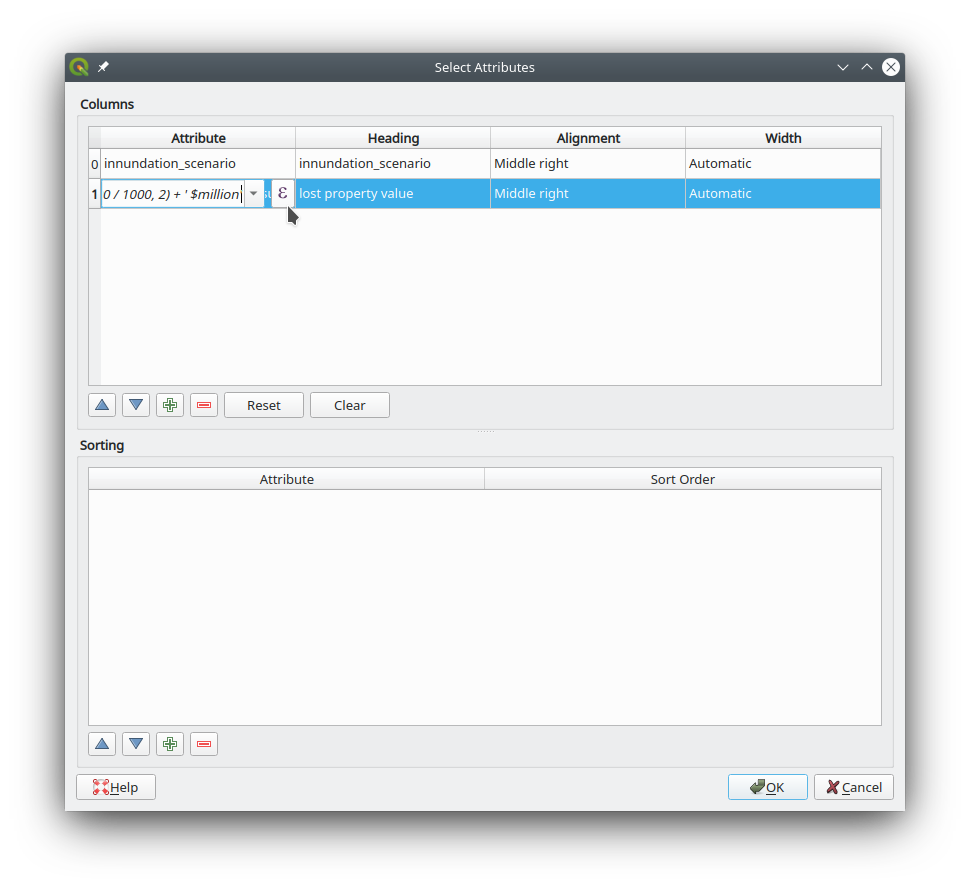 Select Attributes
Columns
Attribute Heading Alignment Width
0 innundation_scenario innundation_scenario Middle right Automatic
1 0 / 1000, 2) + ' $million' ε lost property value Middle right Automatic
Reset Clear
Sorting
Attribute Sort Order
Help OK Cancel